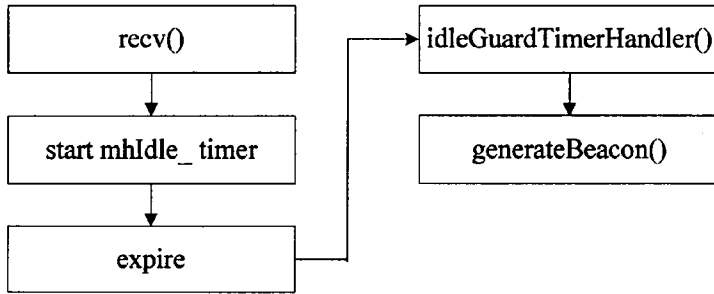 recv()
start mhIdle_ timer
expire
idleGuardTimerHandler()
generateBeacon()